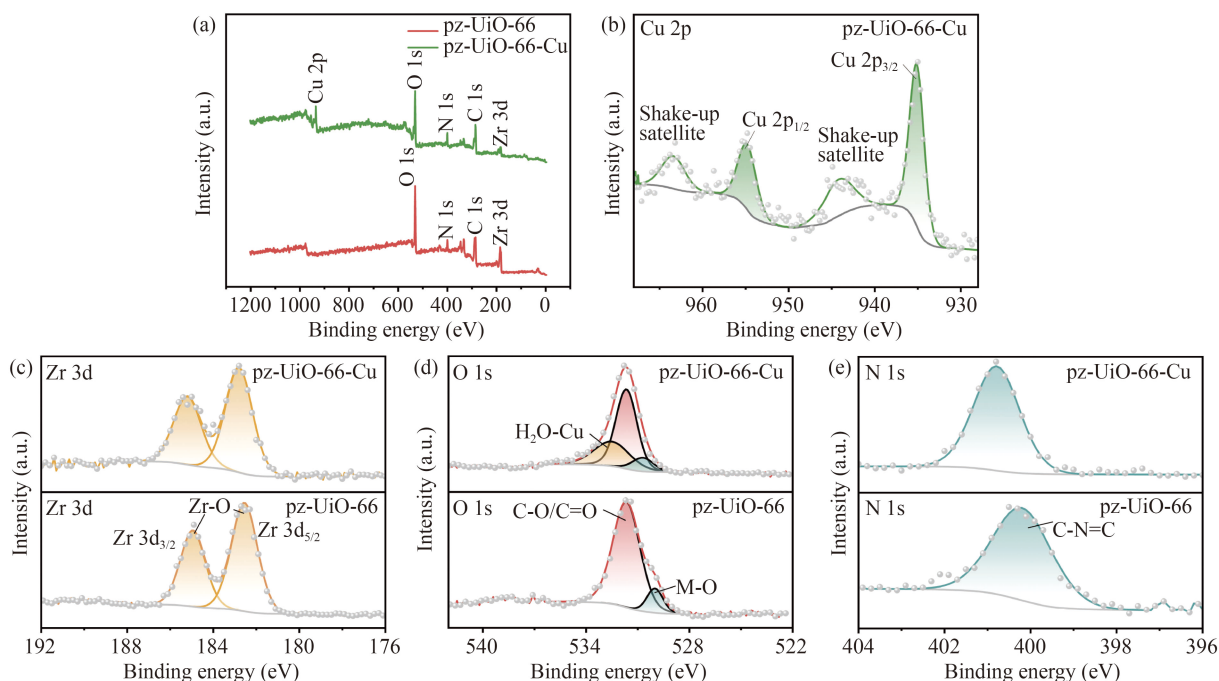 (a)
pz-UiO-66
pz-UiO-66-Cu
Cu 2p
O 1s
N 1s
C 1s
Zr 3d
O 1s
N 1s
C 1s
Zr 3d
Intensity (a.u.)
1200 1000 800 600 400 200 0
Binding energy (eV)
(b)
Cu 2p
pz-UiO-66-Cu
Cu 2p3/2
Shake-up
satellite
Cu 2p1/2
Shake-up
satellite
Intensity (a.u.)
960 950 940 930
Binding energy (eV)
(c)
Zr 3d
pz-UiO-66-Cu
Zr 3d
pz-UiO-66
Zr-O
Zr 3d3/2
Zr 3d5/2
Intensity (a.u.)
192 188 184 180 176
Binding energy (eV)
(d)
O 1s
pz-UiO-66-Cu
H2O-Cu
O 1s
pz-UiO-66
C-O/C=O
M-O
Intensity (a.u.)
540 534 528 522
Binding energy (eV)
(e)
N 1s
pz-UiO-66-Cu
N 1s
pz-UiO-66
C-N=C
Intensity (a.u.)
404 402 400 398 396
Binding energy (eV)